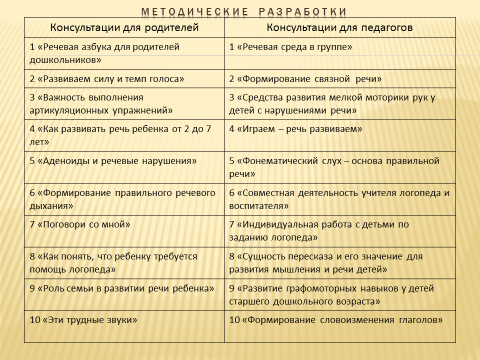 МЕТОДИЧЕСКИЕ РАЗРАБОТКИ
Консультации для родителей
Консультации для педагогов
1 «Речевая азбука для родителей
дошкольников»
1 «Речевая среда в группе»
2 «Развиваем силу и темп голоса»
2 «Формирование связной речи»
3 «Важность выполнения
артикуляционных упражнений»
3 «Средства развития мелкой моторики рук у
детей с нарушениями речи»
4 «Как развивать речь ребенка от 2 до 7
лет»
4 «Играем – речь развиваем»
5 «Аденоиды и речевые нарушения»
5 «Фонематический слух – основа правильной
речи»
6 «Формирование правильного речевого
дыхания»
6 «Совместная деятельность учителя логопеда и
воспитателя»
7 «Поговори со мной»
7 «Индивидуальная работа с детьми по
заданию логопеда»
8 «Как понять, что ребенку требуется
помощь логопеда»
8 «Сущность пересказа и его значение для
развития мышления и речи детей»
9 «Роль семьи в развитии речи ребенка»
9 «Развитие графомоторных навыков у детей
старшего дошкольного возраста»
10 «Эти трудные звуки»
10 «Формирование словоизменения глаголов»